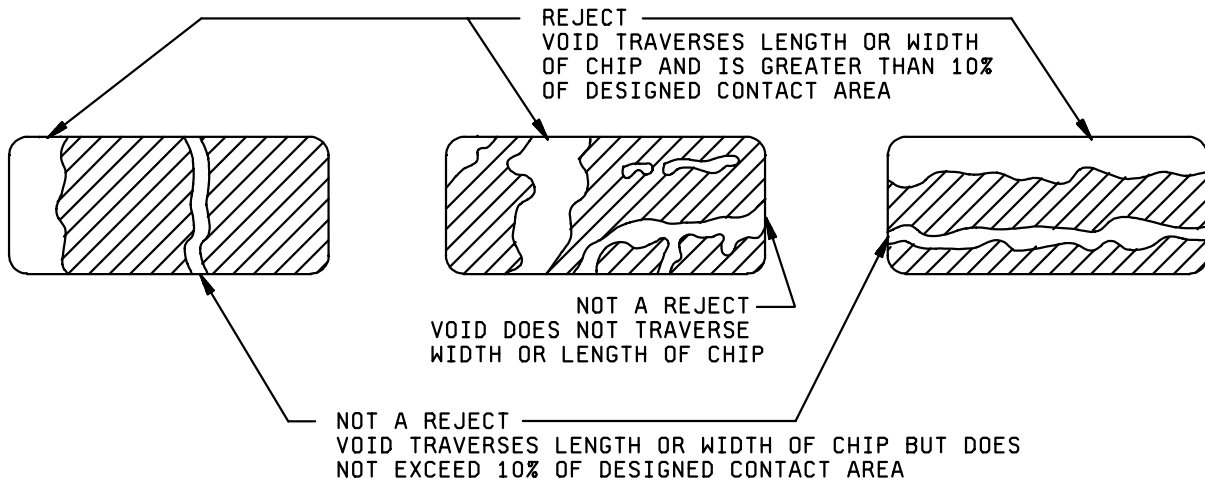 REJECT
VOID TRAVERSES LENGTH OR WIDTH
OF CHIP AND IS GREATER THAN 10%
OF DESIGNED CONTACT AREA
NOT A REJECT
VOID DOES NOT TRAVERSE
WIDTH OR LENGTH OF CHIP
NOT A REJECT
VOID TRAVERSES LENGTH OR WIDTH OF CHIP BUT DOES
NOT EXCEED 10% OF DESIGNED CONTACT AREA